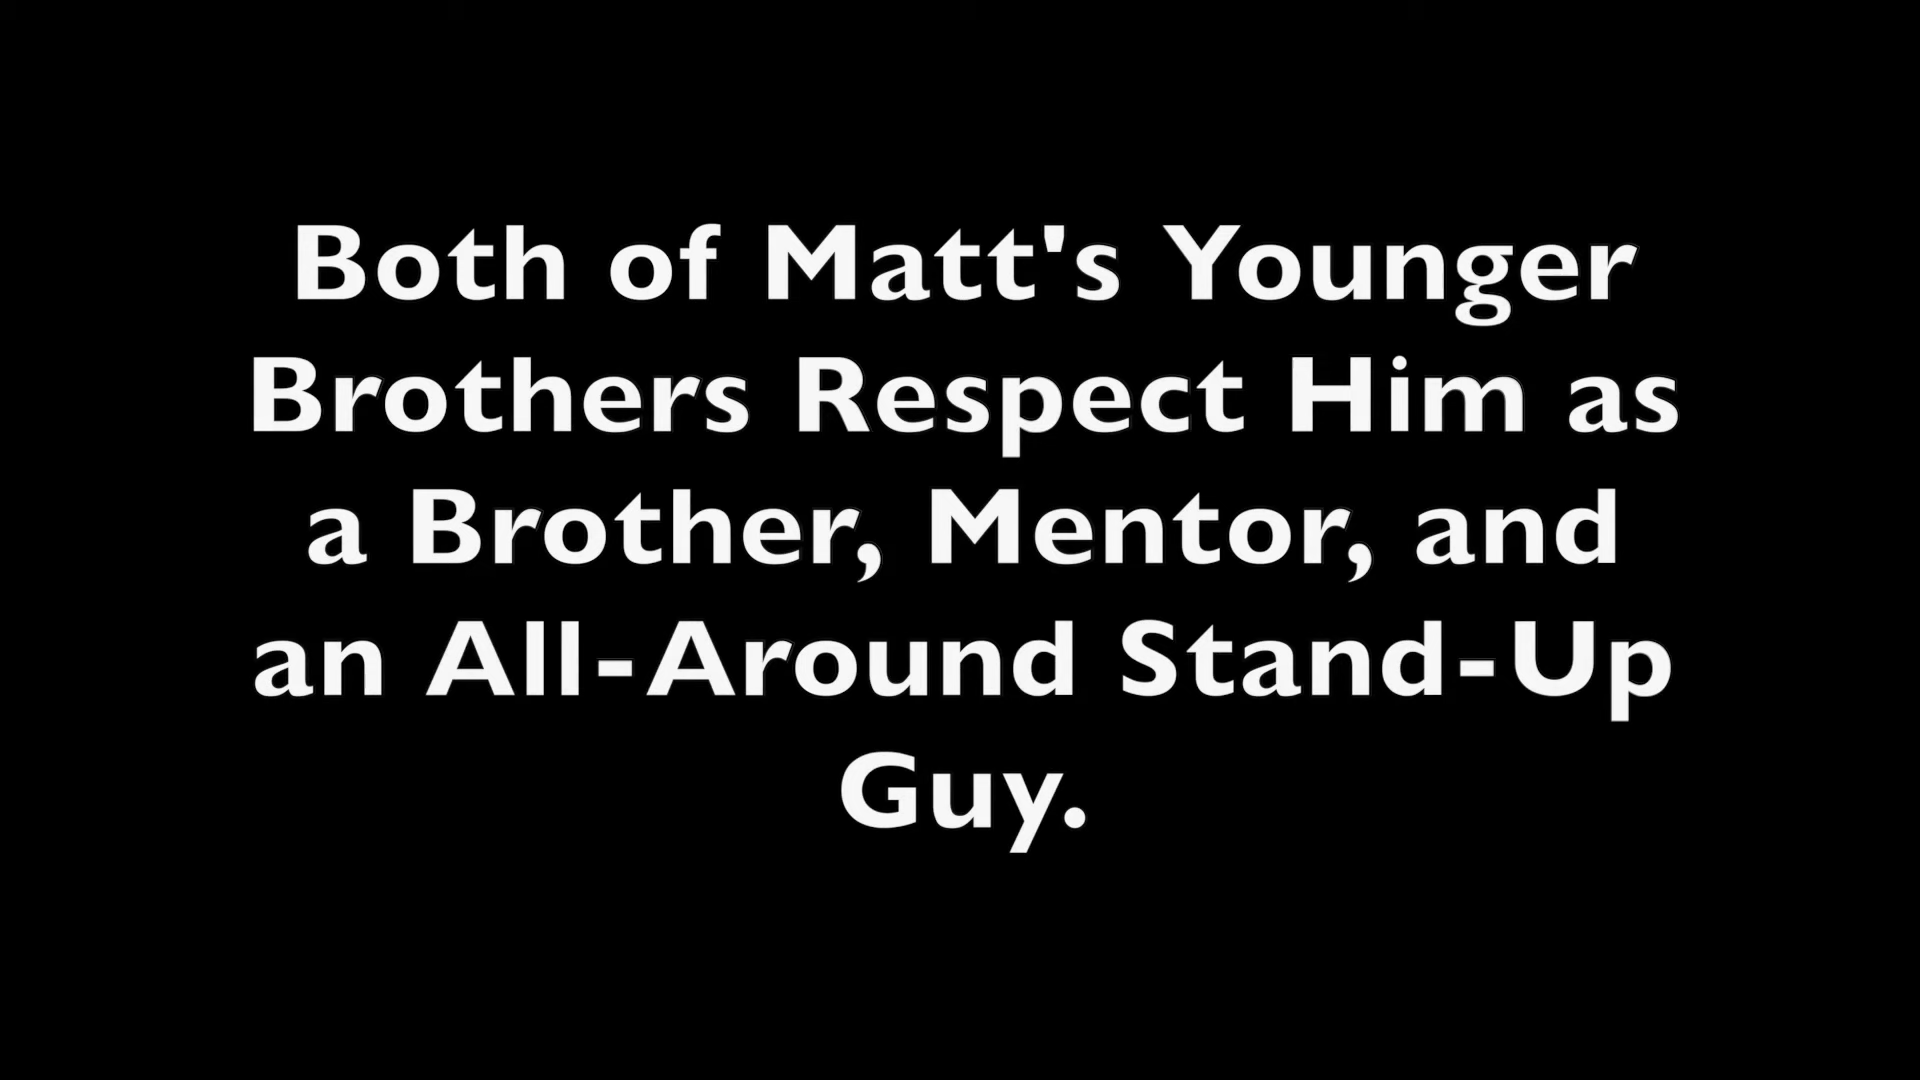 Both of Matt's Younger
Brothers Respect Him as
a Brother, Mentor, and
an All-Around Stand-Up
Guy.